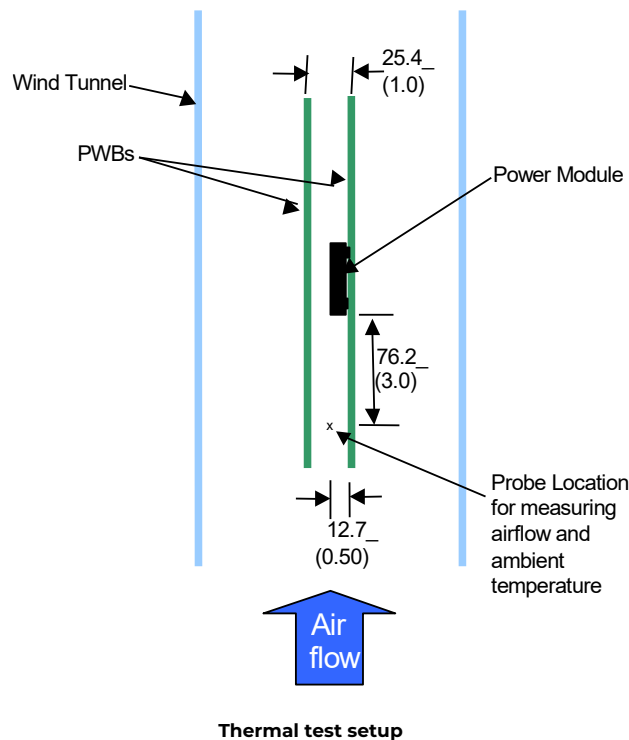 25.4_
(1.0)
Wind Tunnel
PWBs
Power Module
76.2_
(3.0)
x
Probe Location
for measuring
airflow and
ambient
temperature
12.7_
(0.50)
Air
flow
Thermal test setup